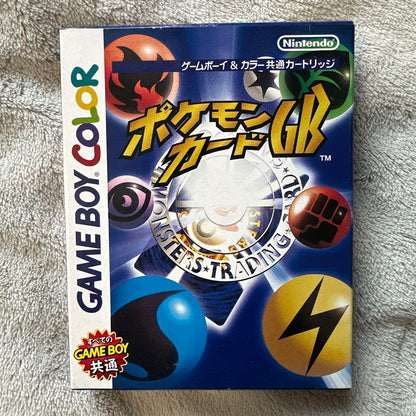 Nintendo
ゲームボーイ & カラー共通カートリッジ
ポケモン
カードGB
TM
GAME BOY COLOR
MONSTERS★TRADING
CARD
すべての
GAME BOY
共通